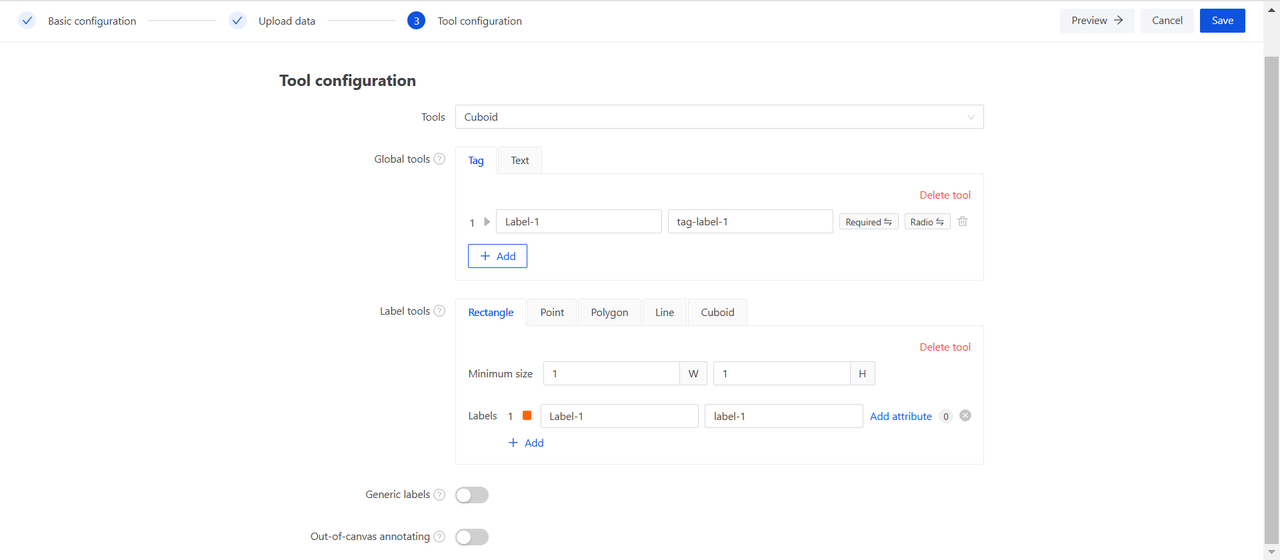 Basic configuration Upload data 3 Tool configuration Preview → Cancel Save
Tool configuration
Tools Cuboid
Global tools ? Tag Text
Delete tool
1 Label-1 tag-label-1 Required ⇋ Radio ⇋
+ Add
Label tools ? Rectangle Point Polygon Line Cuboid
Delete tool
Minimum size 1 W 1 H
Labels 1 Label-1 label-1 Add attribute 0
+ Add
Generic labels ?
Out-of-canvas annotating ?